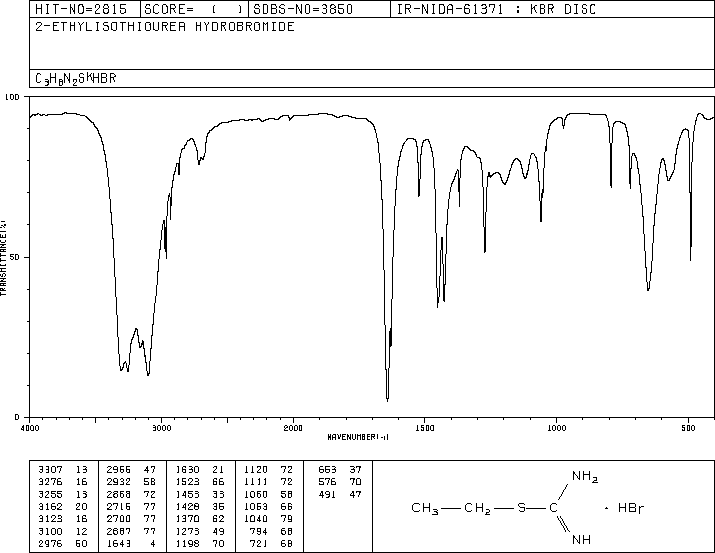 HIT-NO=2815 SCORE= ( ) SDBS-NO=3850 IR-NIDA-61371 : KBR DISC
2-ETHYLISOTHIOUREA HYDROBROMIDE
C3H8N2S*HBR
100
50
0
TRANSMITTANCE(%)
4000 3000 2000 1500 1000 500
WAVENUMBER(-1)
3307 13 2966 47 1630 21 1120 72 653 37
3276 16 2932 58 1523 66 1111 72 576 70
3255 13 2868 72 1453 33 1060 58 491 47
3162 20 2716 77 1428 35 1053 66
3123 16 2700 77 1370 62 1040 79
3100 12 2687 77 1273 49 794 68
2976 60 1643 4 1198 70 721 68
NH2
CH3 CH2 S C · HBr
NH